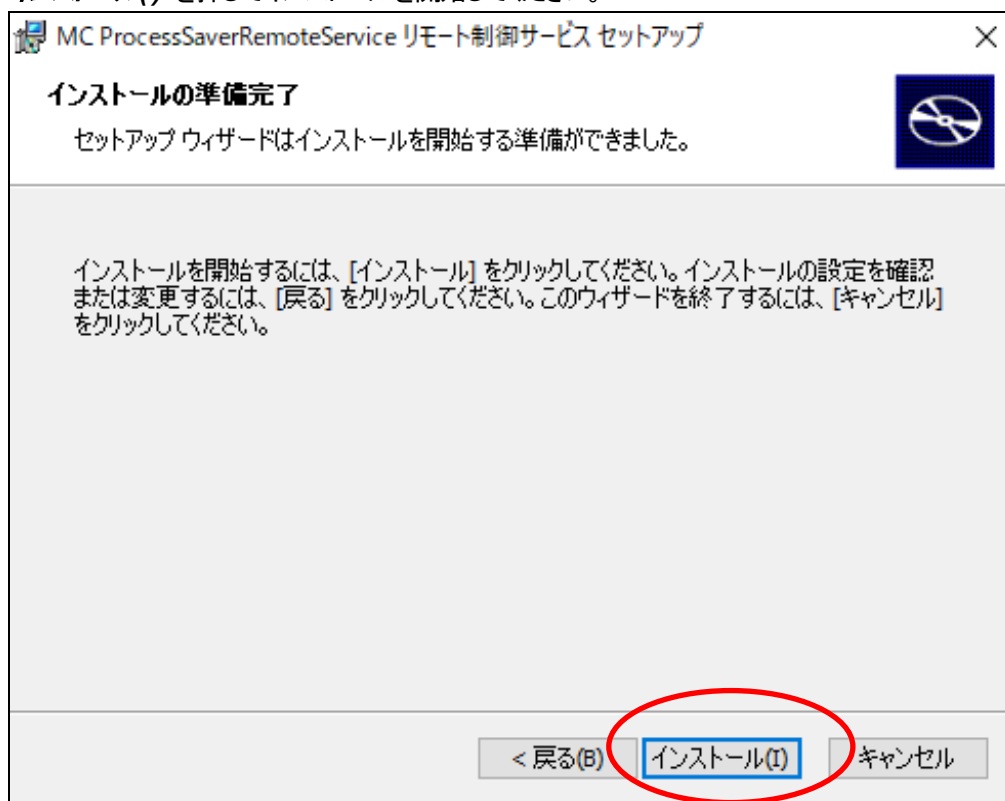 MC ProcessSaverRemoteService リモート制御サービス セットアップ
インストールの準備完了
セットアップ ウィザードはインストールを開始する準備ができました。
インストールを開始するには、[インストール] をクリックしてください。インストールの設定を確認
または変更するには、[戻る] をクリックしてください。このウィザードを終了するには、[キャンセル]
をクリックしてください。
< 戻る(B) インストール(I) キャンセル